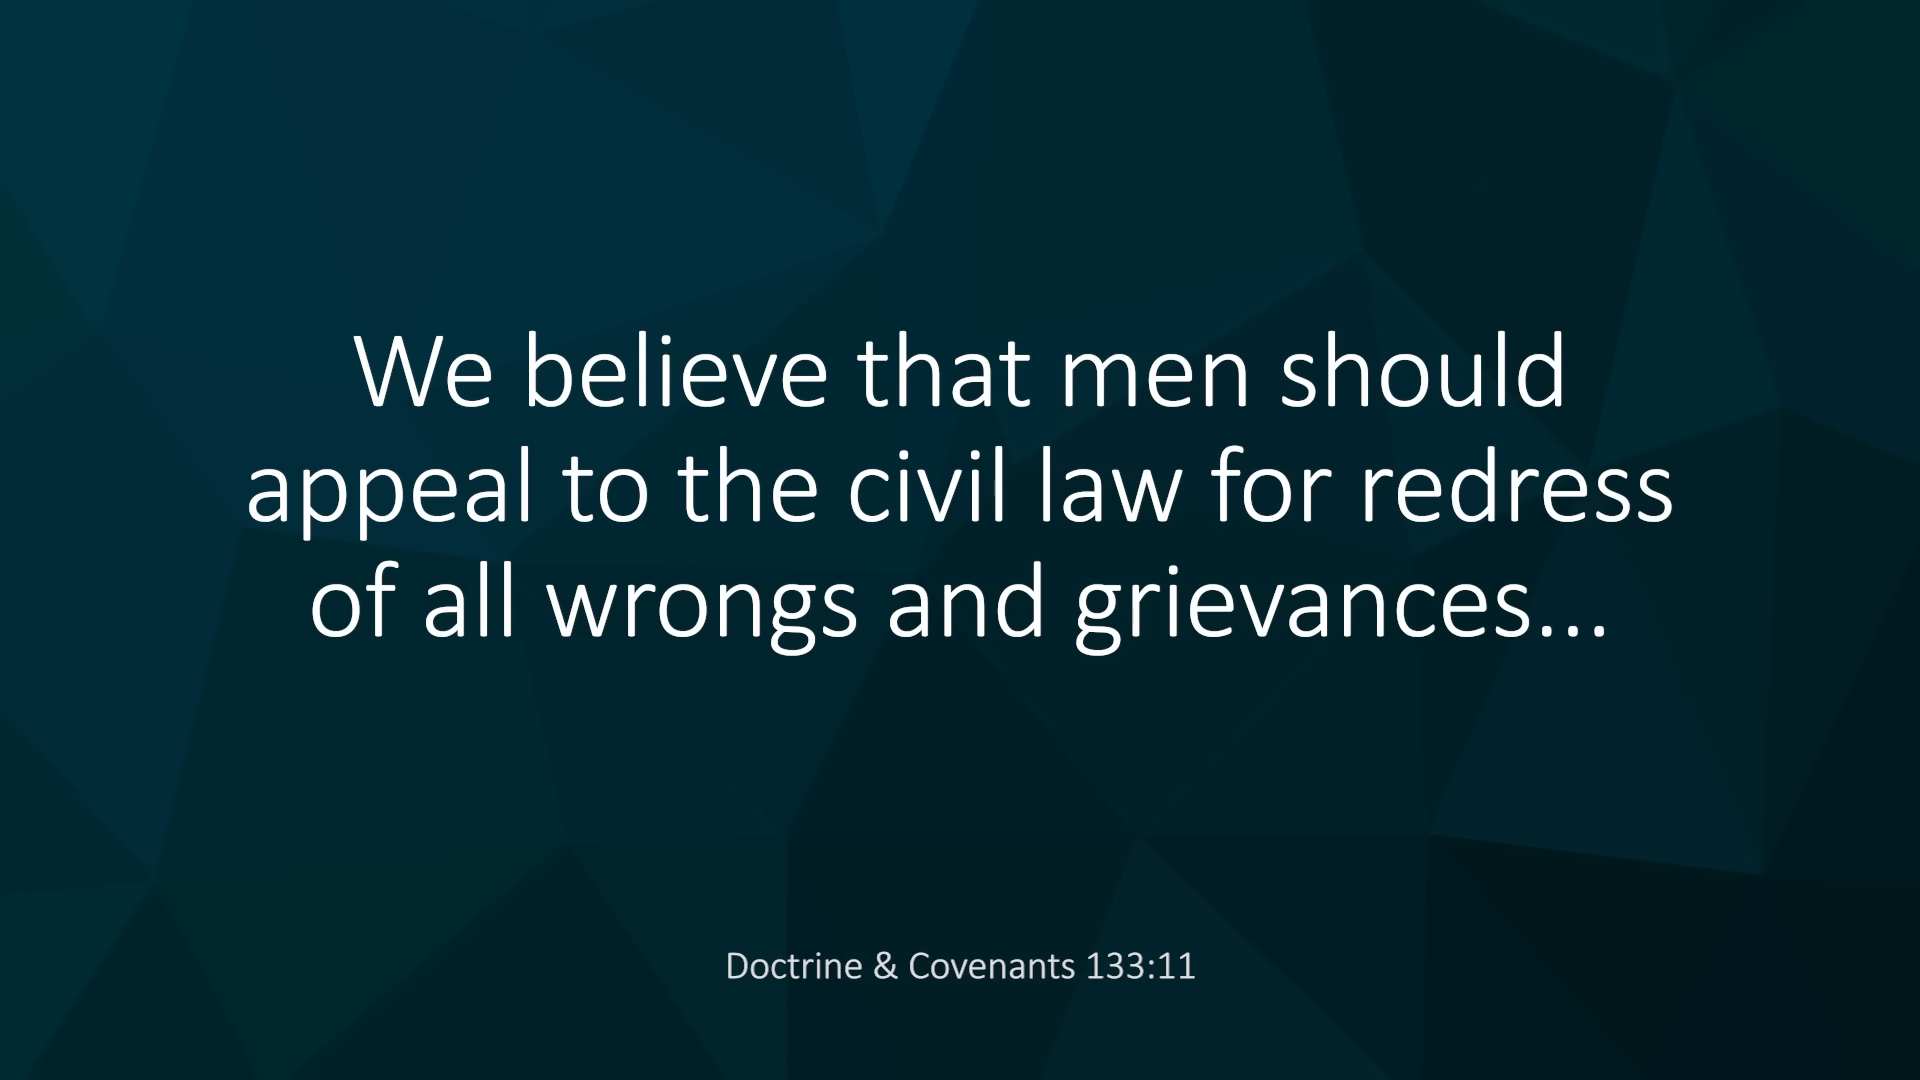 We believe that men should
appeal to the civil law for redress
of all wrongs and grievances...
Doctrine & Covenants 133:11